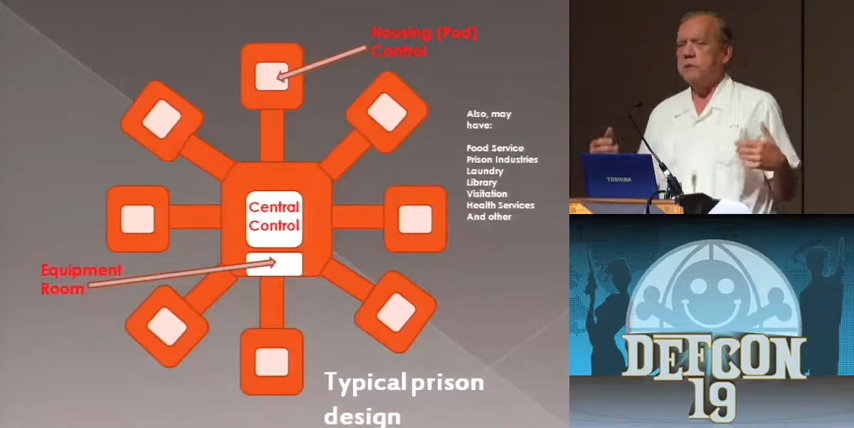 Housing (Pod)
Control
Also, may
have:
Food Service
Prison Industries
Laundry
Library
Visitation
Health Services
And other
Central
Control
Equipment
Room
Typical prison
design
TOSHIBA
DEFCON
19